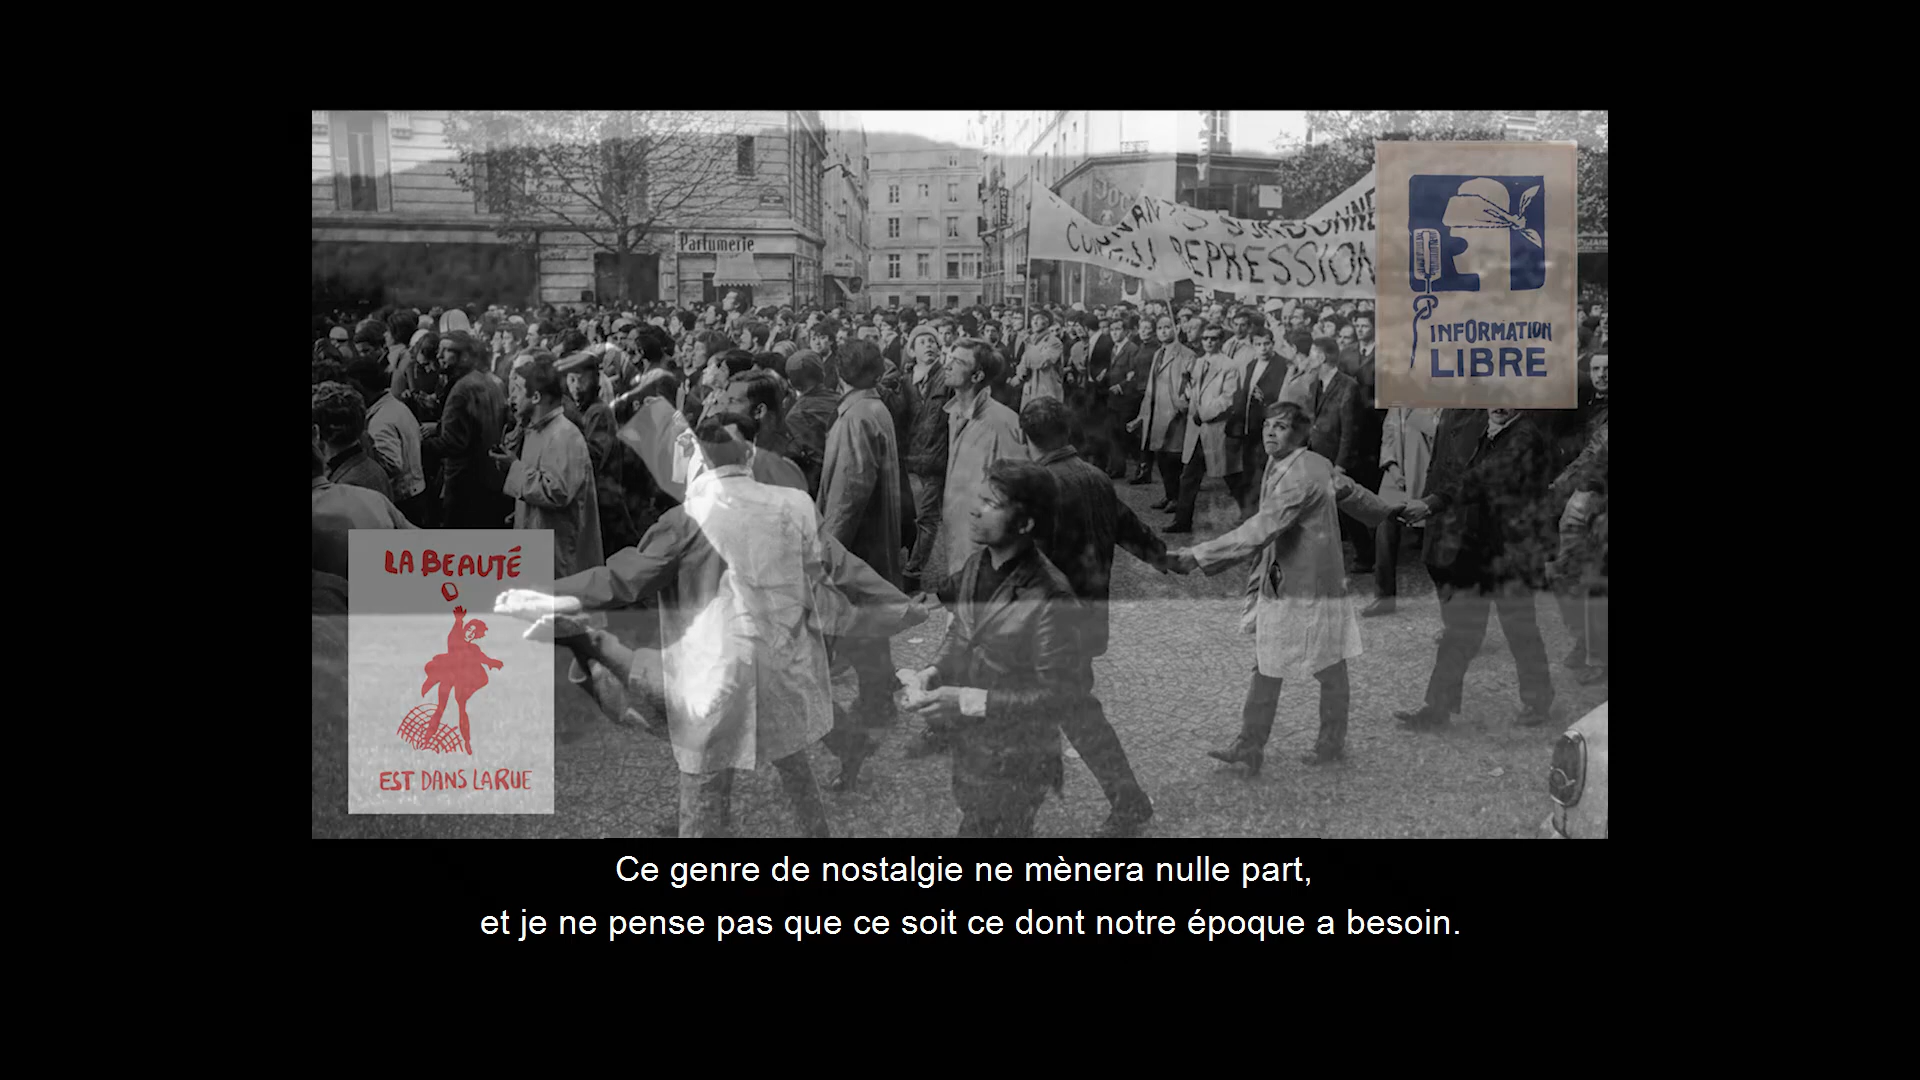 Parfumerie
REPRESSION
INFORMATION
LIBRE
LA BEAUTÉ
EST DANS LA RUE
Ce genre de nostalgie ne mènera nulle part,
et je ne pense pas que ce soit ce dont notre époque a besoin.